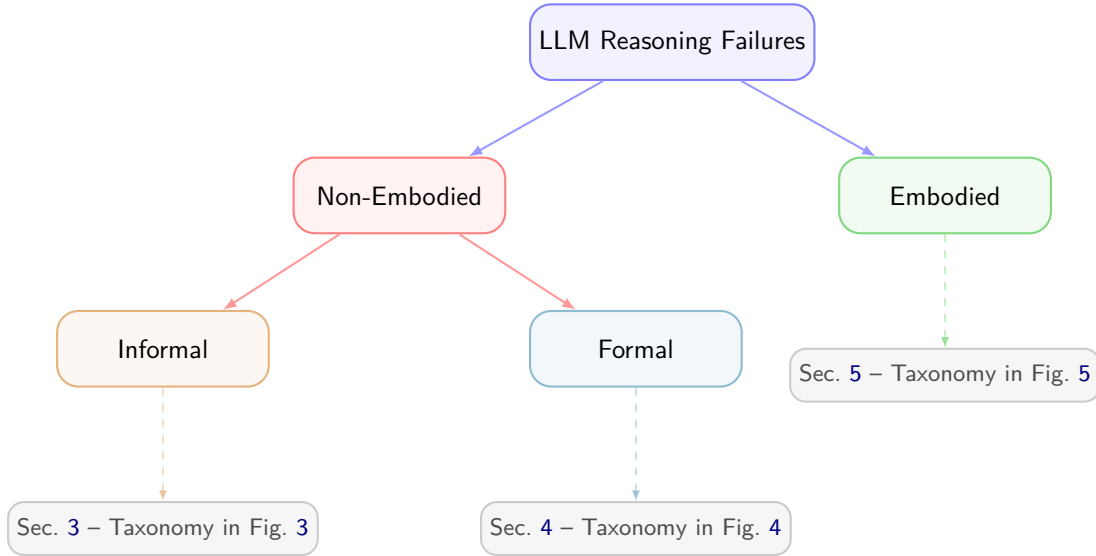 LLM Reasoning Failures
Non-Embodied
Embodied
Informal
Formal
Sec. 5 – Taxonomy in Fig. 5
Sec. 3 – Taxonomy in Fig. 3
Sec. 4 – Taxonomy in Fig. 4